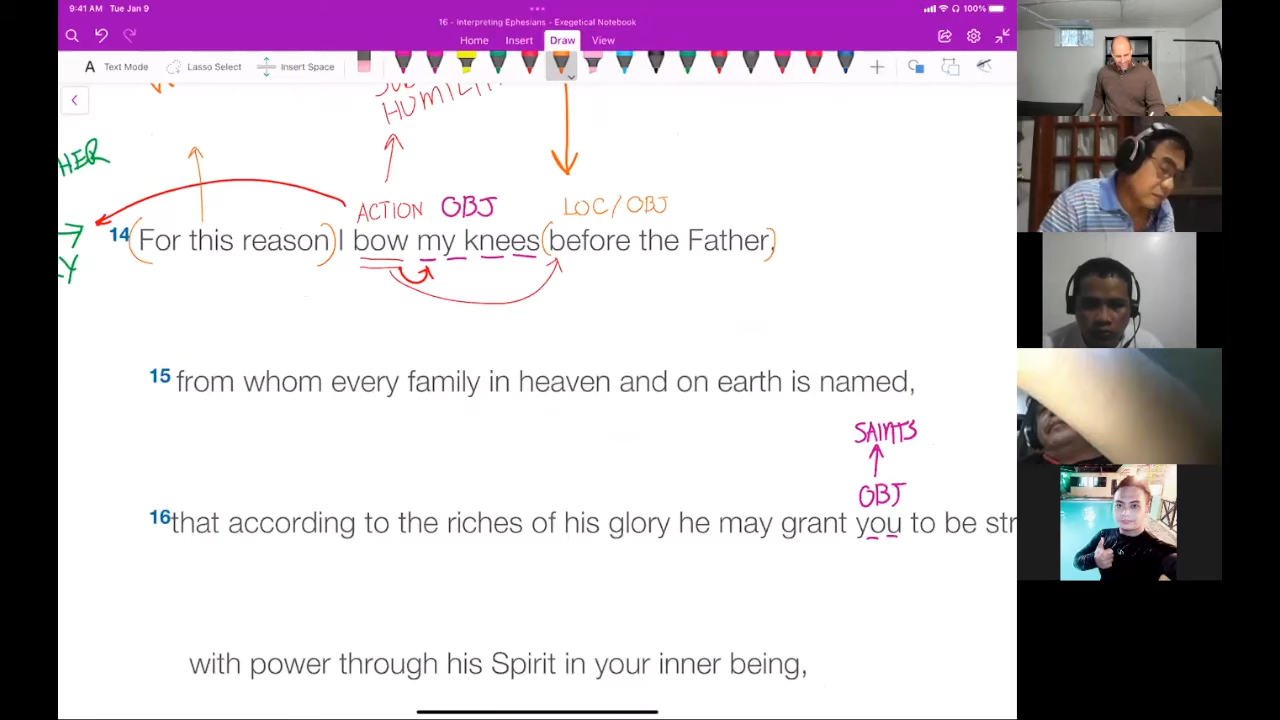 9:41 AM Tue Jan 9
100%
16 - Interpreting Ephesians - Exegetical Notebook
Home Insert Draw View
A Text Mode Lasso Select Insert Space
HER
ACTION OBJ LOC/OBJ
14 (For this reason) I bow my knees (before the Father,)
15 from whom every family in heaven and on earth is named,
SAINTS
OBJ
16 that according to the riches of his glory he may grant you to be str
with power through his Spirit in your inner being,